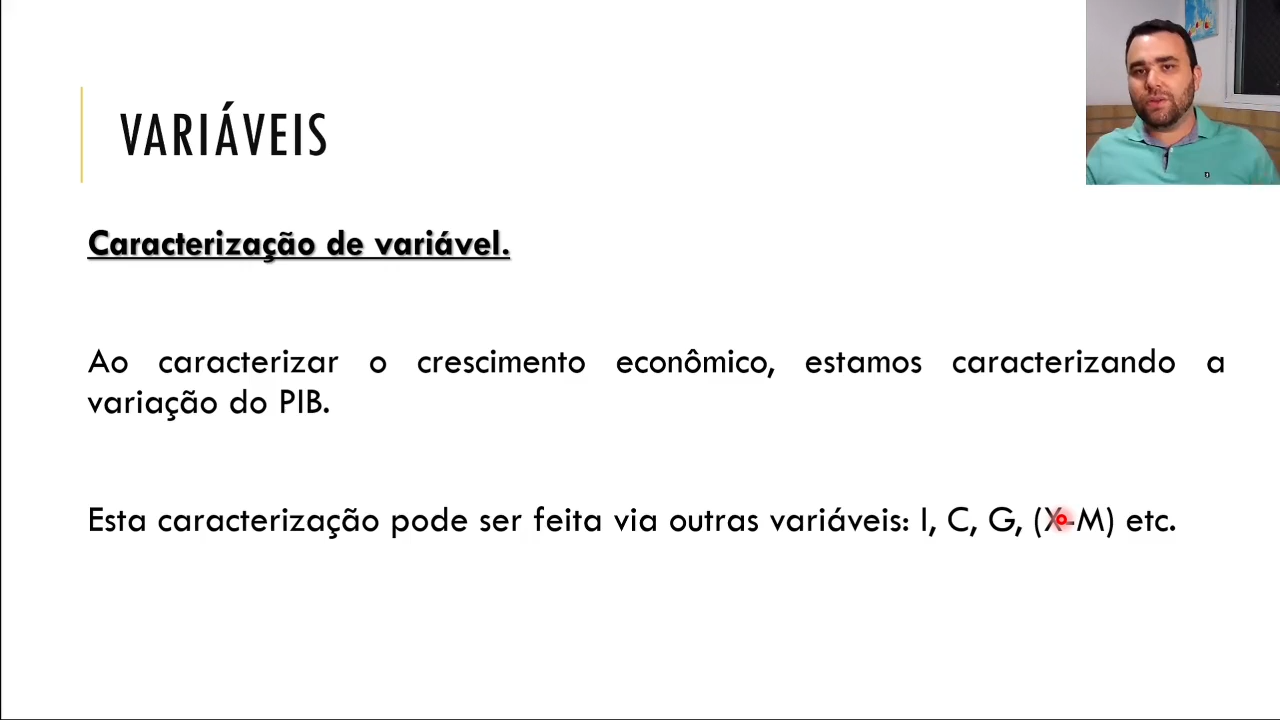 VARIÁVEIS
Caracterização de variável.
Ao caracterizar o crescimento econômico, estamos caracterizando a
variação do PIB.
Esta caracterização pode ser feita via outras variáveis: I, C, G, (X-M) etc.